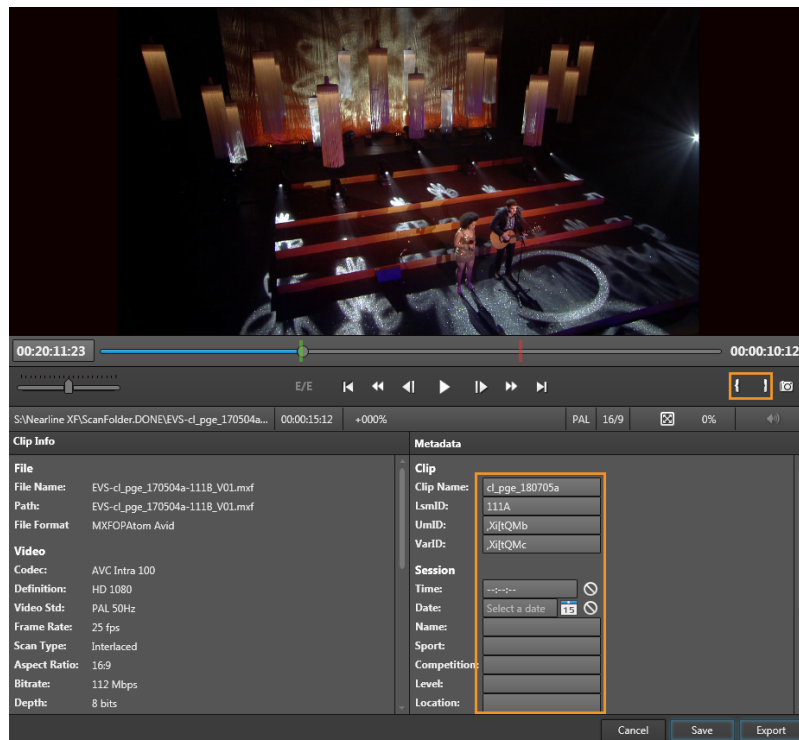 00:20:11:23
00:00:10:12
E/E
S:\Nearline XF\ScanFolder.DONE\EVS-cl_pge_170504a... 00:00:15:12 +000% PAL 16/9 0%
Clip Info
Metadata
File
File Name: EVS-cl_pge_170504a-111B_V01.mxf
Path: EVS-cl_pge_170504a-111B_V01.mxf
File Format MXFOPAtom Avid
Video
Codec: AVC Intra 100
Definition: HD 1080
Video Std: PAL 50Hz
Frame Rate: 25 fps
Scan Type: Interlaced
Aspect Ratio: 16:9
Bitrate: 112 Mbps
Depth: 8 bits
Clip
Clip Name: cl_pge_180705a
LsmID: 111A
UmID: ,Xi[tQMb
VarID: ,Xi[tQMc
Session
Time: --:--:--
Date: Select a date 15
Name:
Sport:
Competition:
Level:
Location:
Cancel Save Export